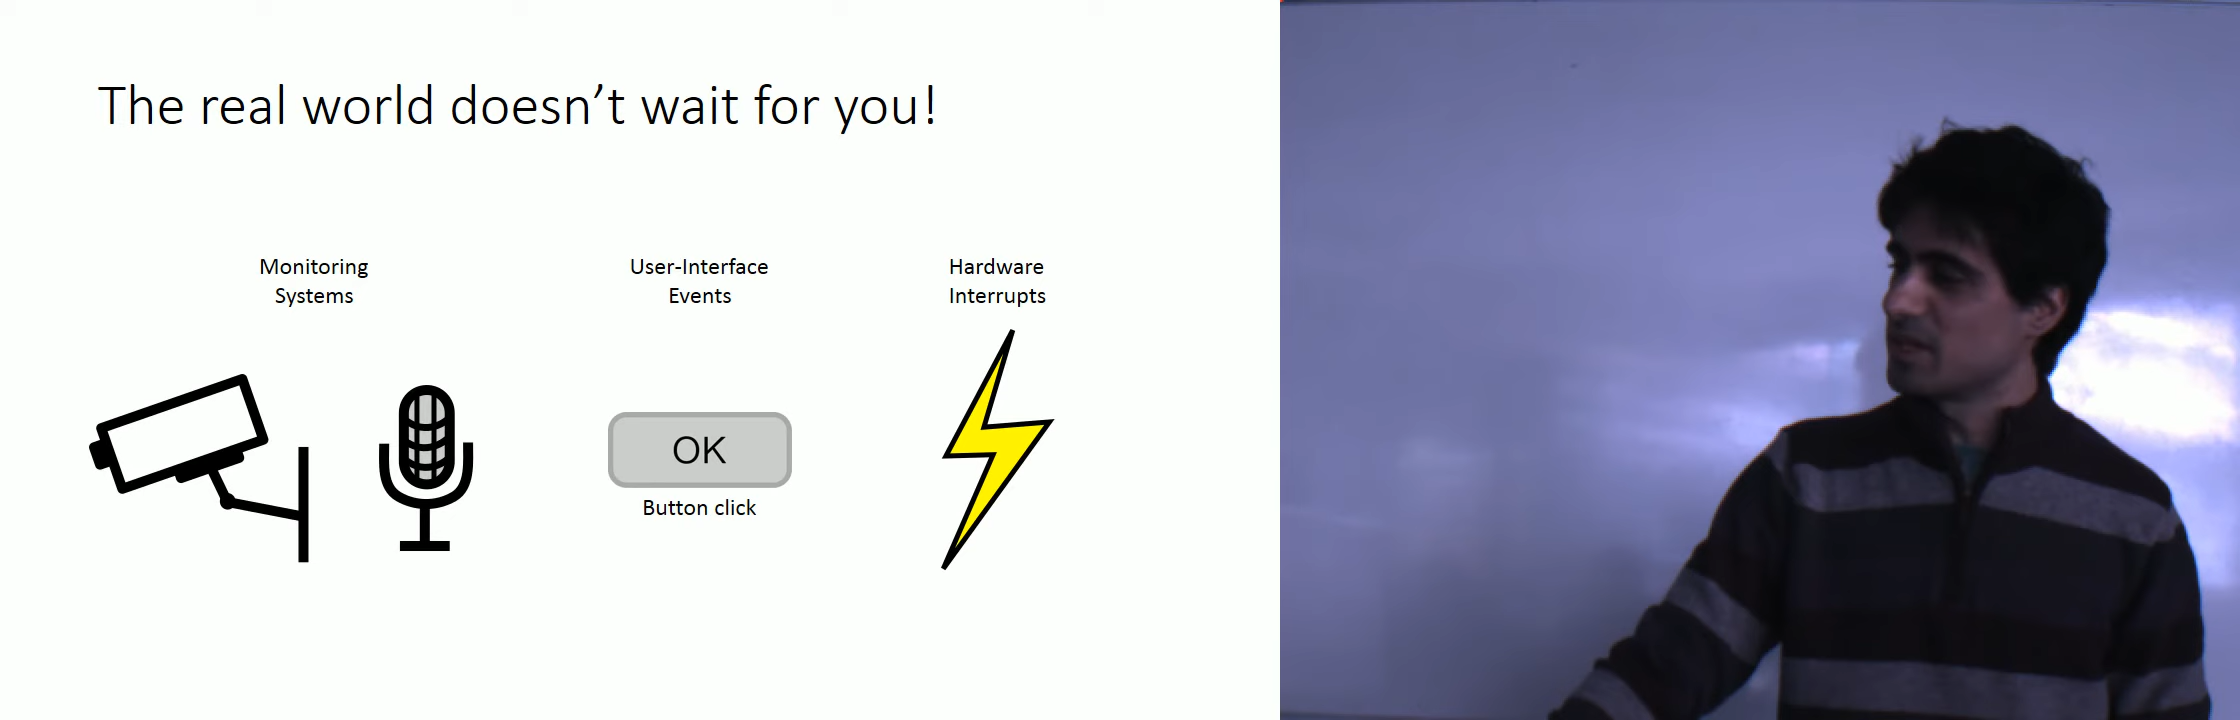 The real world doesn’t wait for you!
Monitoring
Systems
User-Interface
Events
Hardware
Interrupts
OK
Button click